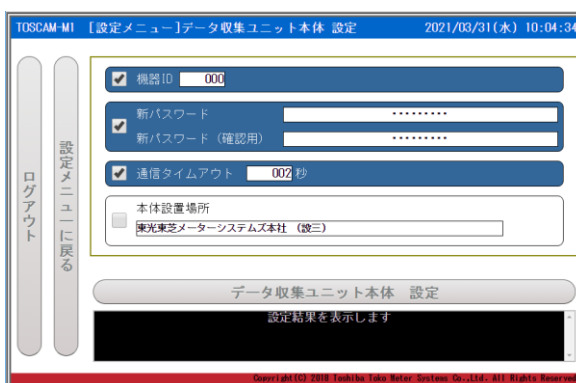 TOSCAM-M1 [設定メニュー]データ収集ユニット本体 設定 2021/03/31(水) 10:04:34
ログアウト
設定メニューに戻る
機器ID 000
新パスワード ・・・・・・・・・
新パスワード（確認用） ・・・・・・・・・
通信タイムアウト 002 秒
本体設置場所
東光東芝メーターシステムズ本社 （設三）
データ収集ユニット本体 設定
設定結果を表示します
Copyright(C) 2018 Toshiba Toko Meter Systems Co.,Ltd. All Rights Reserved